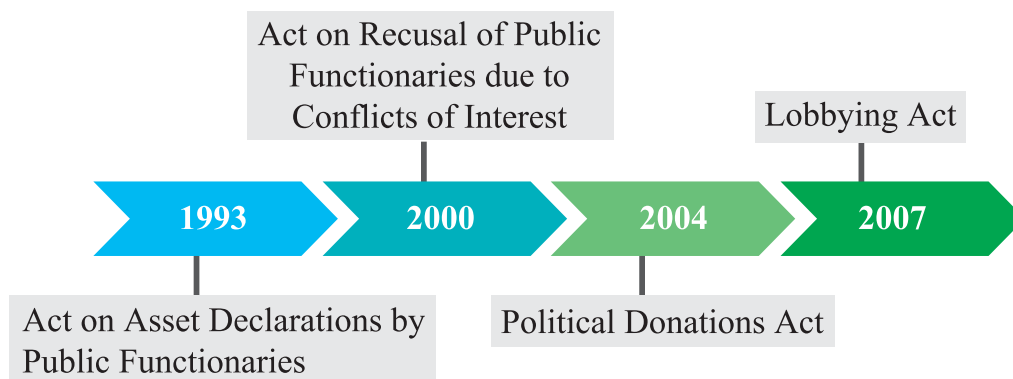 Act on Recusal of Public
Functionaries due to
Conflicts of Interest
Lobbying Act
1993
2000
2004
2007
Act on Asset Declarations by
Public Functionaries
Political Donations Act